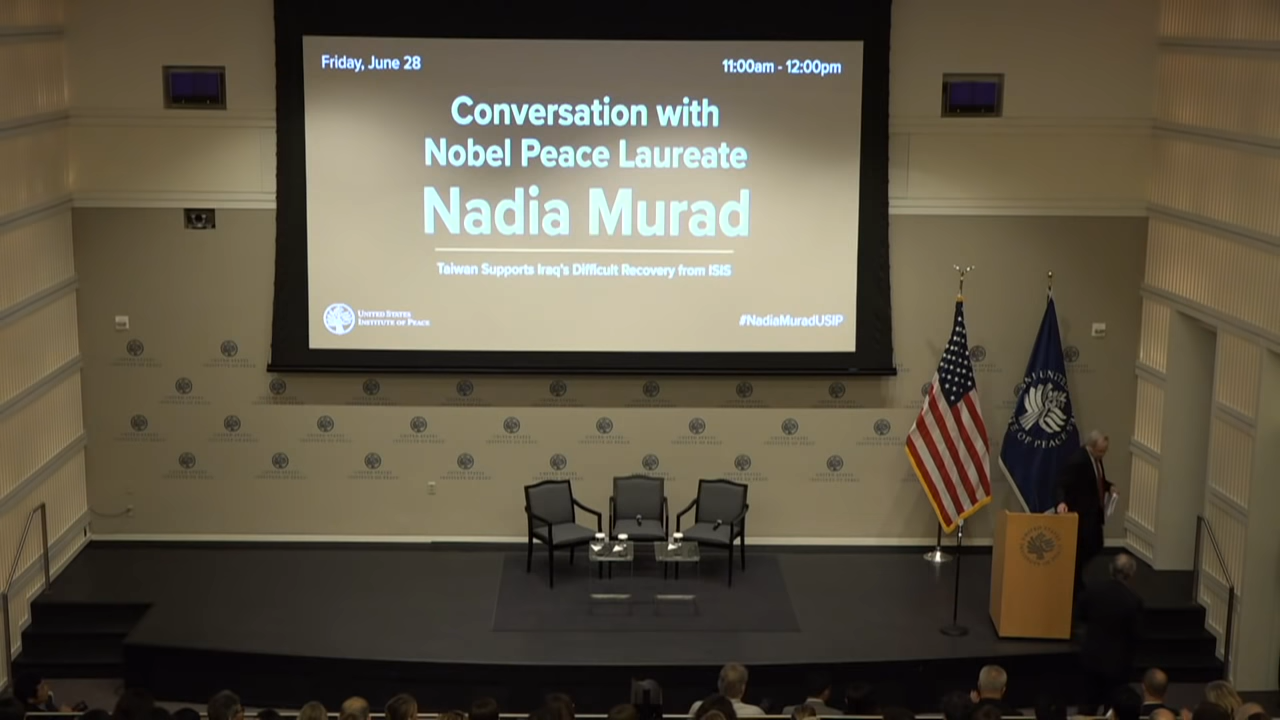 Friday, June 28
11:00am - 12:00pm
Conversation with
Nobel Peace Laureate
Nadia Murad
Taiwan Supports Iraq's Difficult Recovery from ISIS
UNITED STATES
INSTITUTE OF PEACE
#NadiaMuradUSIP